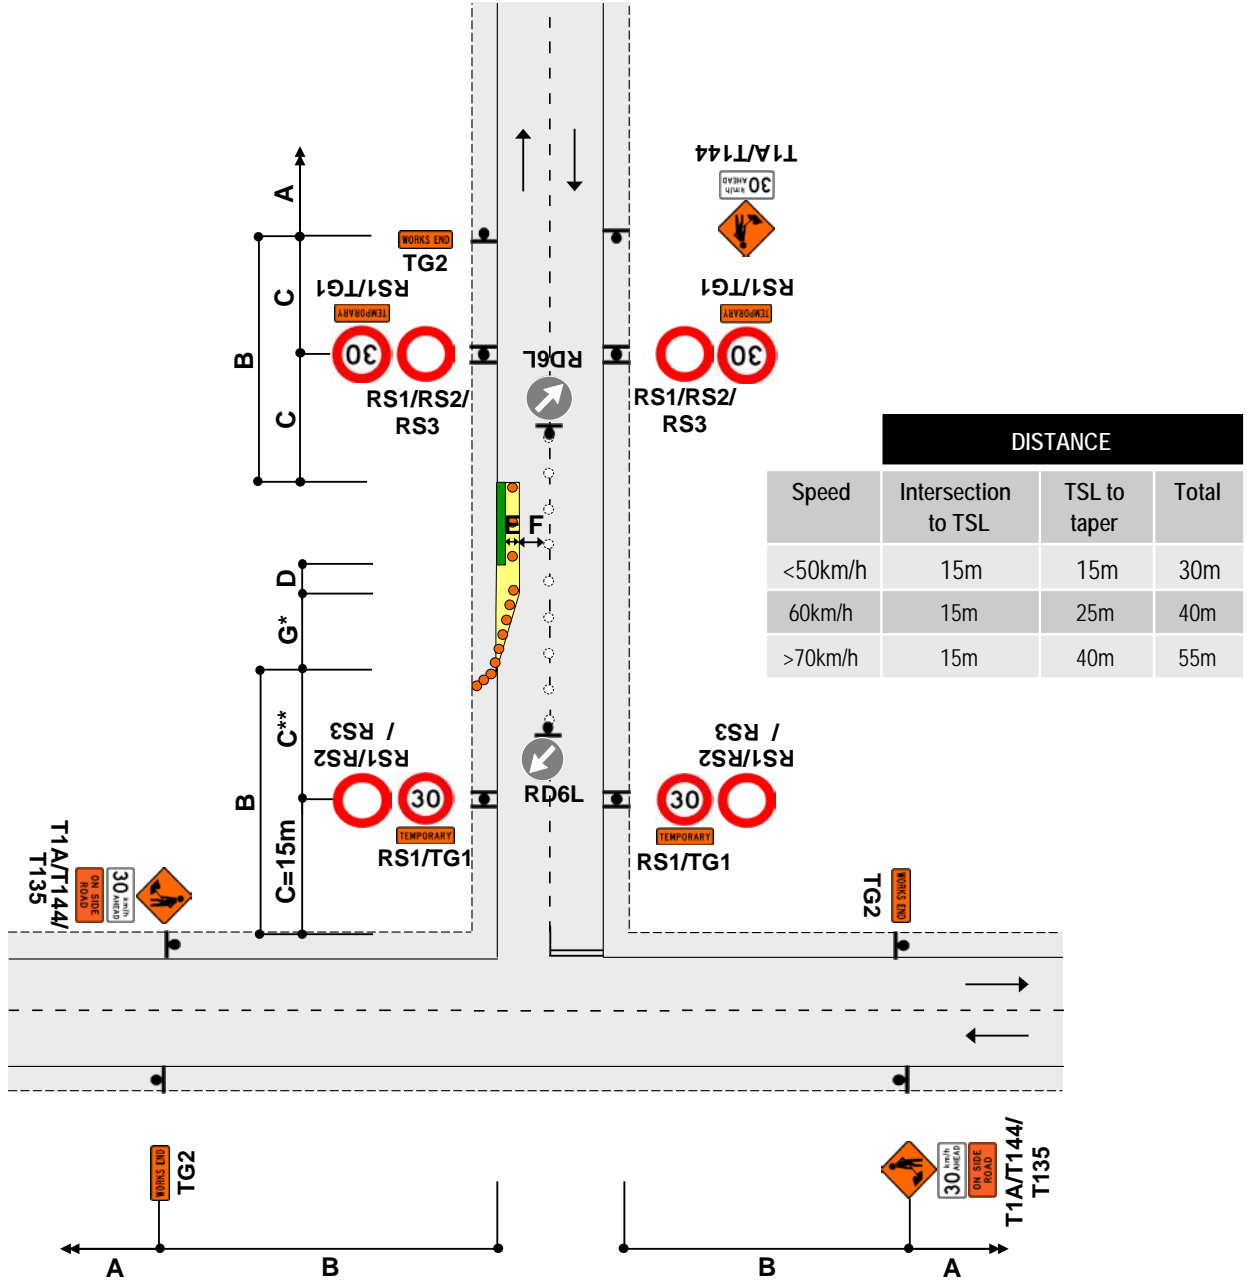 A
C
B
C
WORKS END
TG2
RS1/TG1
TEMPORARY
30
RS1/RS2/
RS3
T1A/T144
30 km/h
AHEAD
RS1/TG1
TEMPORARY
30
RS1/RS2/
RS3
RD6L
E F
D
G*
B
C**
C=15m
RS1/RS2
/ RS3
30
TEMPORARY
RS1/TG1
RD6L
RS1/RS2
/ RS3
30
TEMPORARY
RS1/TG1
DISTANCE
Speed Intersection to TSL TSL to taper Total
<50km/h 15m 15m 30m
60km/h 15m 25m 40m
>70km/h 15m 40m 55m
T1A/T144/
T135
ON SIDE
ROAD
30 km/h
AHEAD
TG2
WORKS END
WORKS END
TG2
30 km/h
AHEAD
ON SIDE
ROAD
T1A/T144/
T135
A B B A